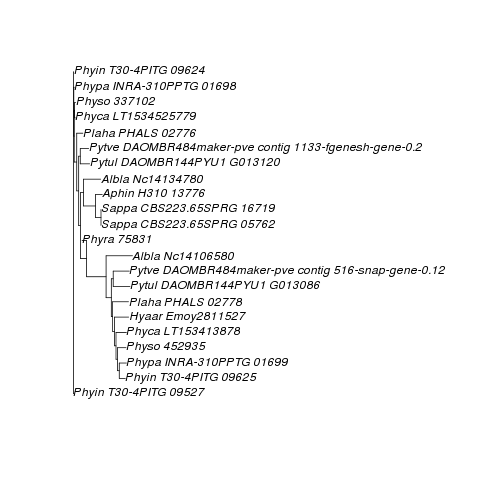 Phyin T30-4PITG 09624
Phypa INRA-310PPTG 01698
Physo 337102
Phyca LT1534525779
Plaha PHALS 02776
Pytve DAOMBR484maker-pve contig 1133-fgenesh-gene-0.2
Pytul DAOMBR144PYU1 G013120
Albla Nc14134780
Aphin H310 13776
Sappa CBS223.65SPRG 16719
Sappa CBS223.65SPRG 05762
Phyra 75831
Albla Nc14106580
Pytve DAOMBR484maker-pve contig 516-snap-gene-0.12
Pytul DAOMBR144PYU1 G013086
Plaha PHALS 02778
Hyaar Emoy2811527
Phyca LT153413878
Physo 452935
Phypa INRA-310PPTG 01699
Phyin T30-4PITG 09625
Phyin T30-4PITG 09527